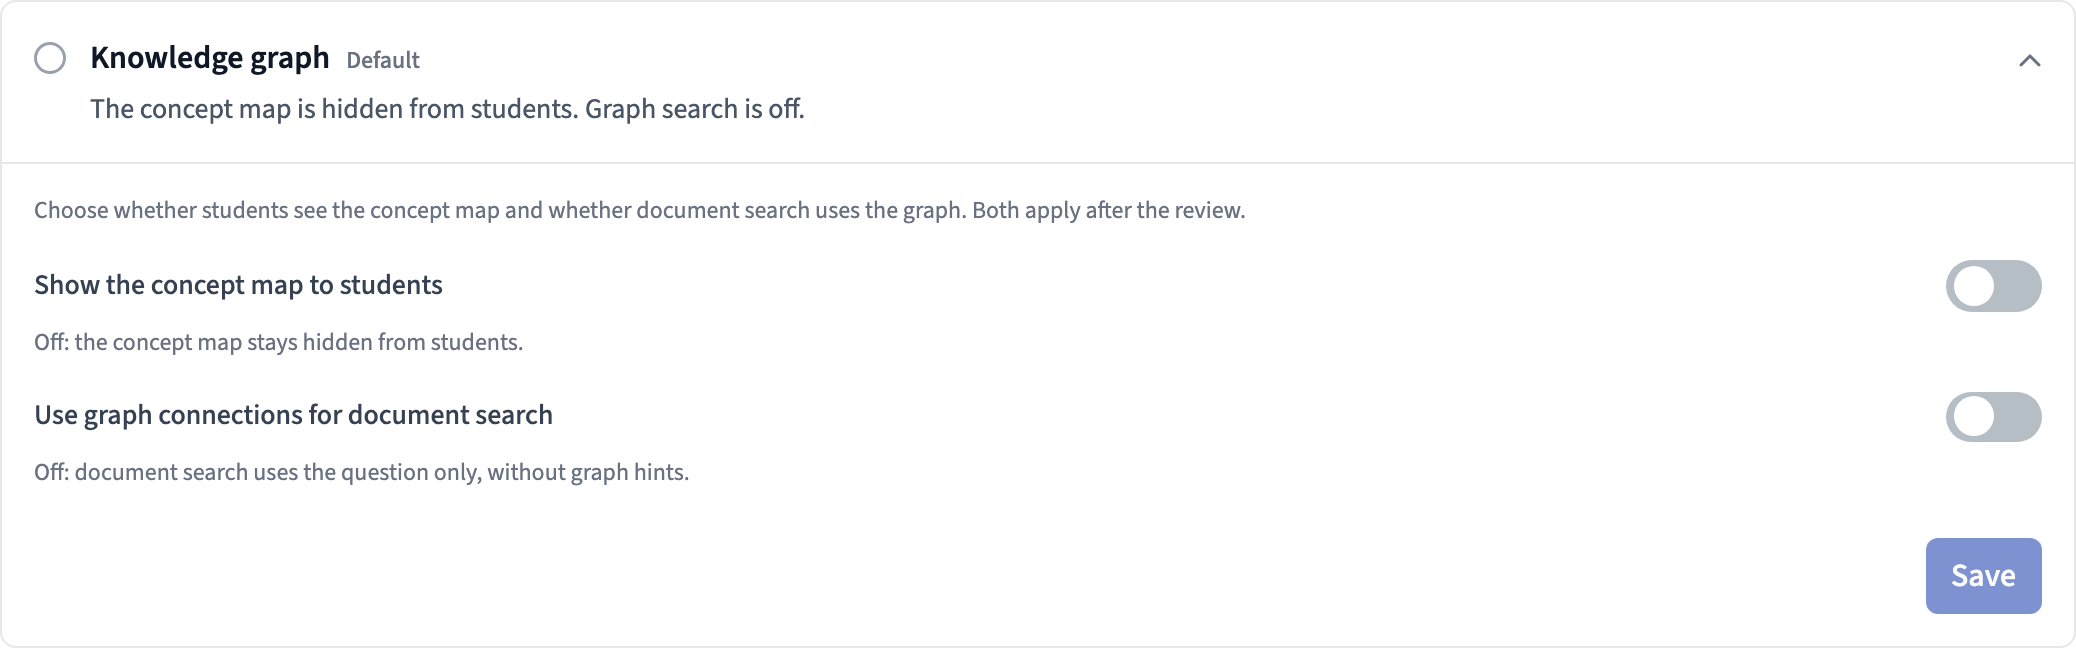 Knowledge graph Default
The concept map is hidden from students. Graph search is off.
Choose whether students see the concept map and whether document search uses the graph. Both apply after the review.
Show the concept map to students
Off: the concept map stays hidden from students.
Use graph connections for document search
Off: document search uses the question only, without graph hints.
Save